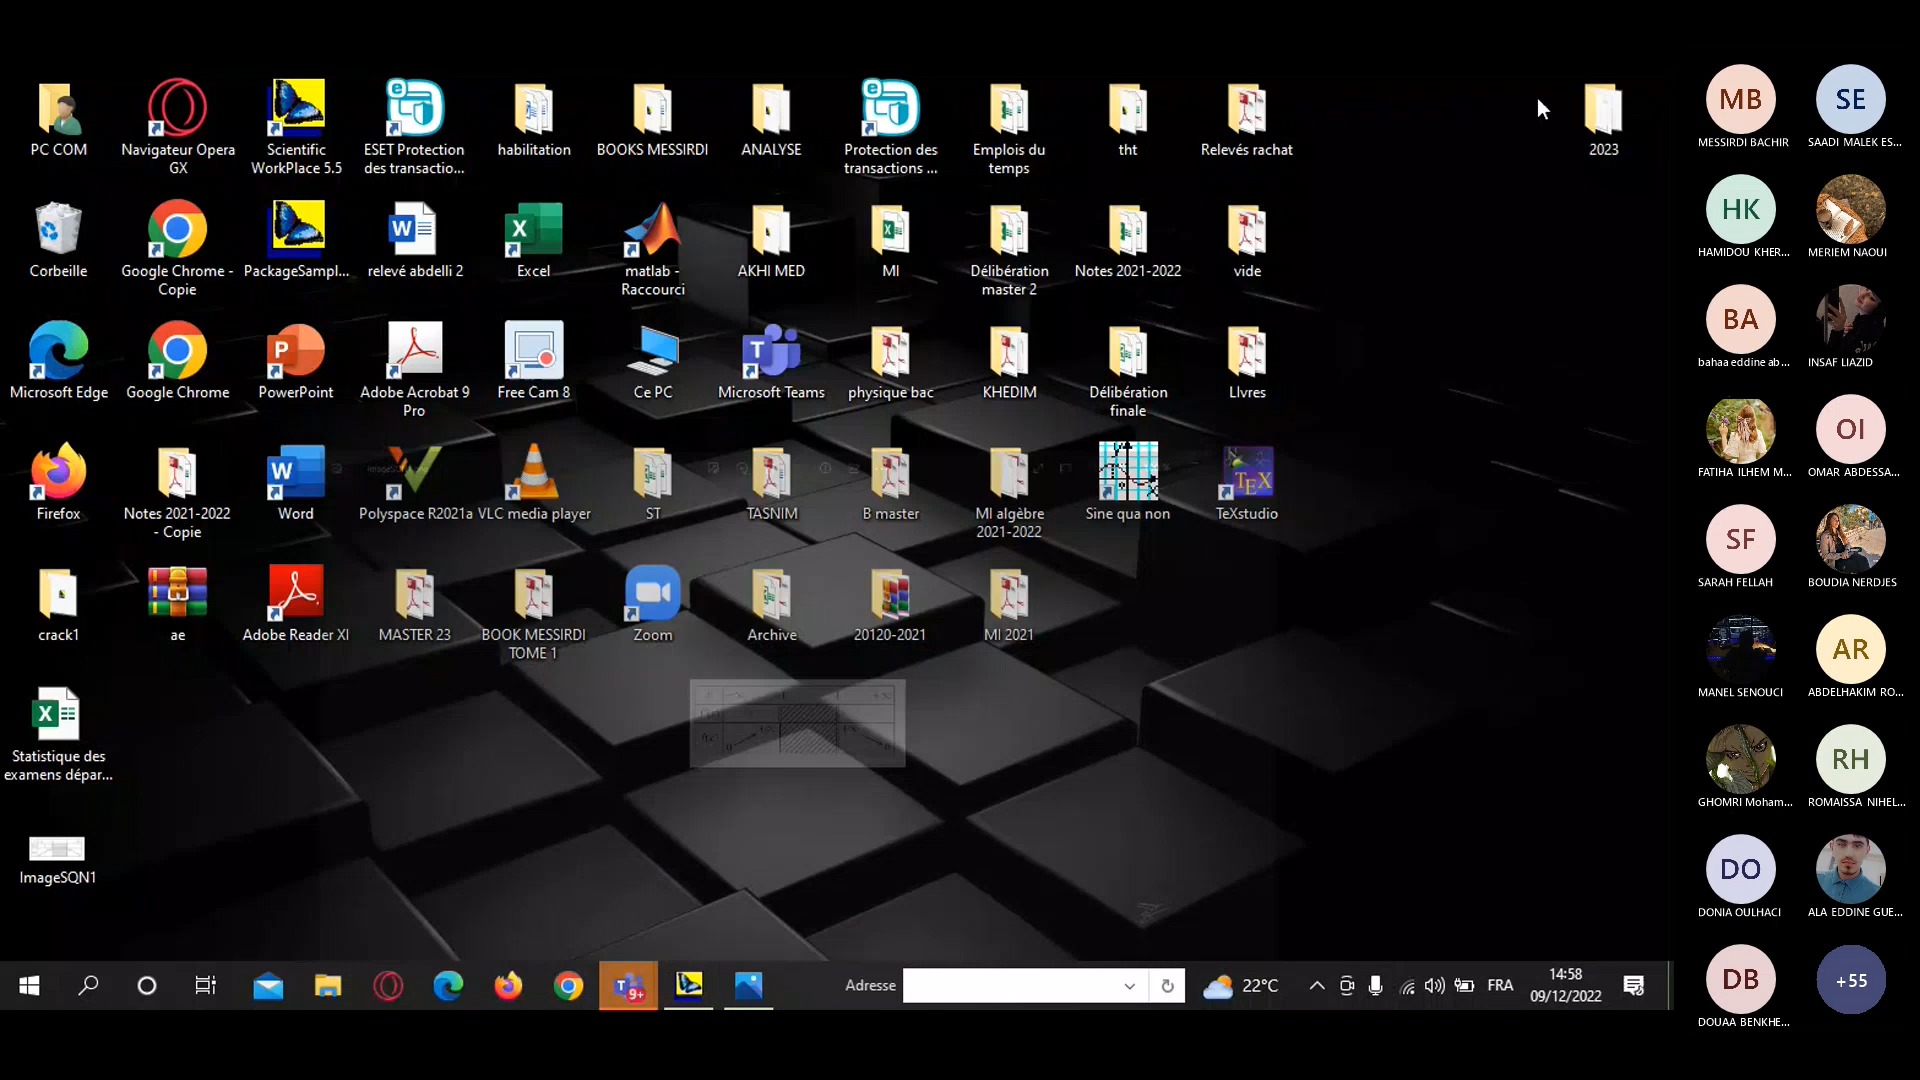 PC COM
Navigateur Opera
GX
Scientific
WorkPlace 5.5
ESET Protection
des transactio...
habilitation
BOOKS MESSIRDI
ANALYSE
Protection des
transactions ...
Emplois du
temps
tht
Relevés rachat
2023
Corbeille
Google Chrome -
Copie
PackageSampl...
relevé abdelli 2
Excel
matlab -
Raccourci
AKHI MED
MI
Délibération
master 2
Notes 2021-2022
vide
Microsoft Edge
Google Chrome
PowerPoint
Adobe Acrobat 9
Pro
Free Cam 8
Ce PC
Microsoft Teams
physique bac
KHEDIM
Délibération
finale
LIvres
Firefox
Notes 2021-2022
- Copie
Word
Polyspace R2021a
VLC media player
ST
TASNIM
B master
MI algèbre
2021-2022
Sine qua non
TeXstudio
crack1
ae
Adobe Reader XI
MASTER 23
BOOK MESSIRDI
TOME 1
Zoom
Archive
20120-2021
MI 2021
Statistique des
examens dépar...
ImageSQN1
Adresse
22°C
FRA
14:58
09/12/2022
9+
MB
MESSIRDI BACHIR
SE
SAADI MALEK ES...
HK
HAMIDOU KHER...
MERIEM NAOUI
BA
bahaa eddine ab...
INSAF LIAZID
FATIHA ILHEM M...
OI
OMAR ABDESSA...
SF
SARAH FELLAH
BOUDIA NERDJES
MANEL SENOUCI
AR
ABDELHAKIM RO...
GHOMRI Moham...
RH
ROMAISSA NIHEL...
DO
DONIA OULHACI
ALA EDDINE GUE...
DB
DOUAA BENKHE...
+55